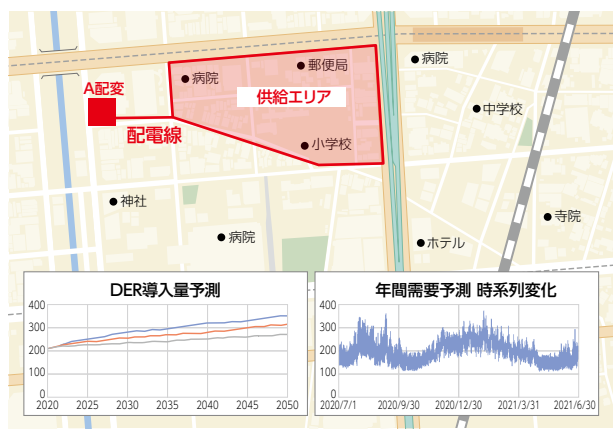 病院
郵便局
病院
A配変
供給エリア
中学校
配電線
小学校
神社
寺院
病院
ホテル
DER導入量予測
400
300
200
100
0
2020
2025
2030
2035
2040
2045
2050
年間需要予測 時系列変化
400
300
200
100
0
2020/7/1
2020/9/30
2020/12/30
2021/3/31
2021/6/30